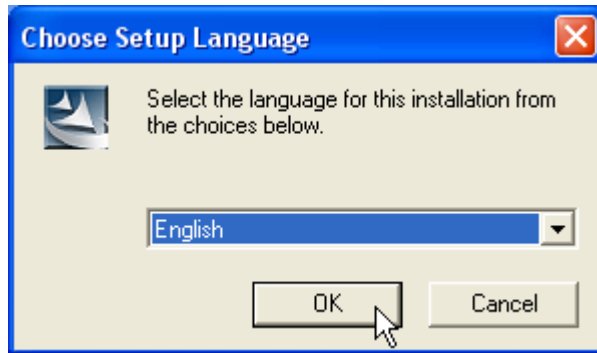 Choose Setup Language
Select the language for this installation from
the choices below.
English
OK
Cancel